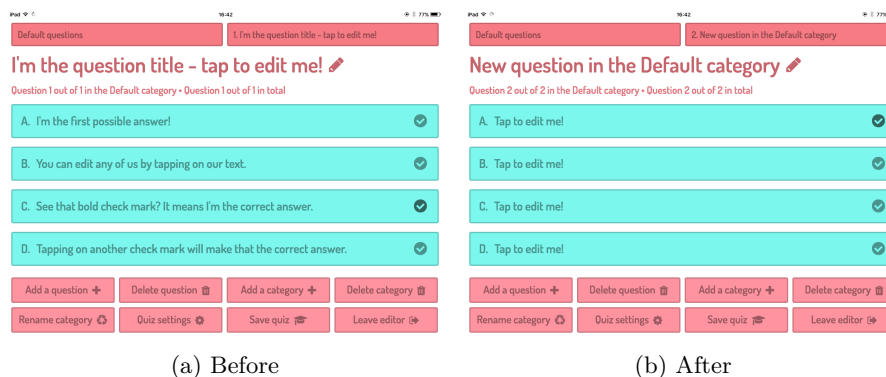 iPad 16:42 77%
Default questions 1. I'm the question title - tap to edit me!
I'm the question title - tap to edit me!
Question 1 out of 1 in the Default category • Question 1 out of 1 in total
A. I'm the first possible answer!
B. You can edit any of us by tapping on our text.
C. See that bold check mark? It means I'm the correct answer.
D. Tapping on another check mark will make that the correct answer.
Add a question Delete question Add a category Delete category
Rename category Quiz settings Save quiz Leave editor
(a) Before
iPad 16:42 77%
Default questions 2. New question in the Default category
New question in the Default category
Question 2 out of 2 in the Default category • Question 2 out of 2 in total
A. Tap to edit me!
B. Tap to edit me!
C. Tap to edit me!
D. Tap to edit me!
Add a question Delete question Add a category Delete category
Rename category Quiz settings Save quiz Leave editor
(b) After